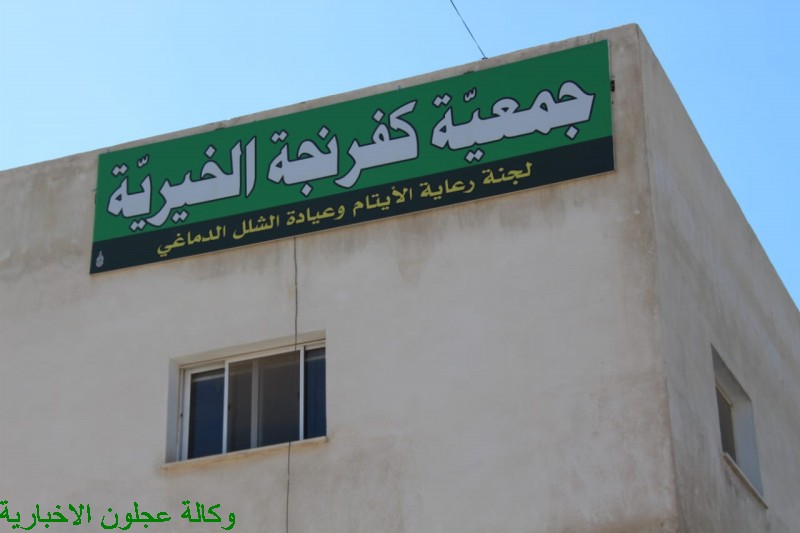 جمعيّة كفرنجة الخيريّة
لجنة رعاية الأيتام وعيادة الشلل الدماغي
وكالة عجلون الاخبارية